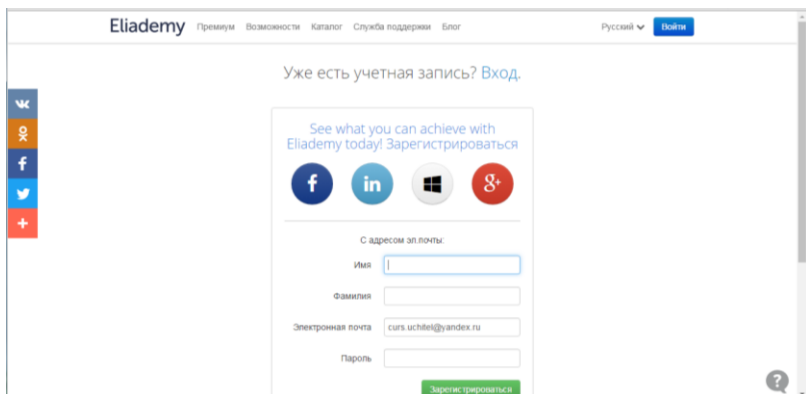 Eliademy Премиум Возможности Каталог Служба поддержки Блог Русский Войти
Уже есть учетная запись? Вход.
See what you can achieve with
Eliademy today! Зарегистрироваться
С адресом эл.почты:
Имя
Фамилия
Электронная почта curs.uchitel@yandex.ru
Пароль
Зарегистрироваться